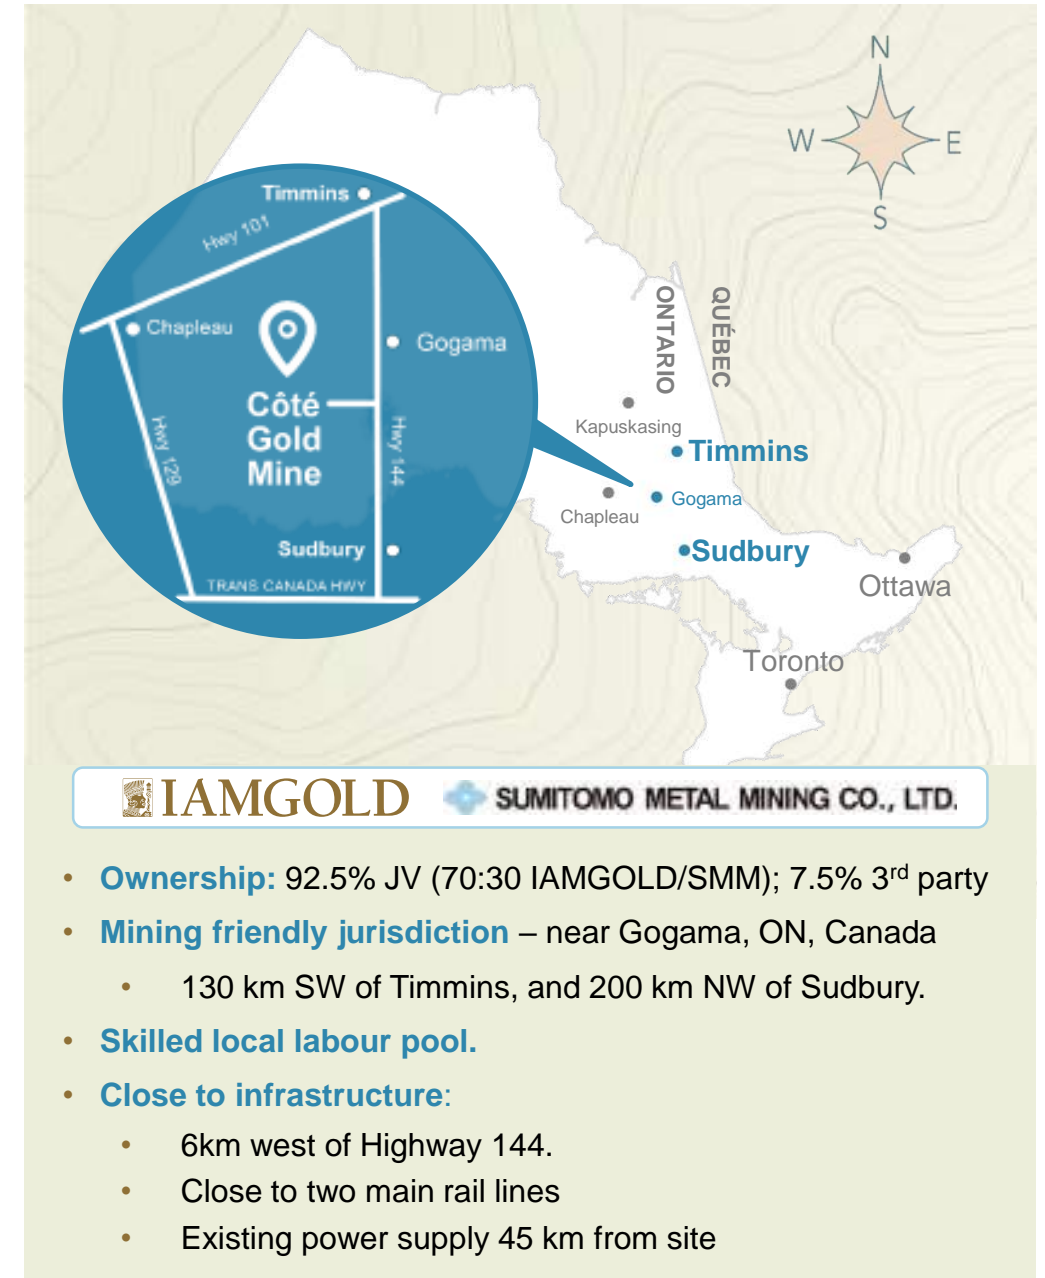 N
W E
S
Timmins
Hwy 101
Chapleau
Gogama
Côté
Gold
Mine
Hwy 129
Hwy 144
Sudbury
TRANS CANADA HWY
ONTARIO
QUÉBEC
Kapuskasing
Timmins
Gogama
Chapleau
Sudbury
Ottawa
Toronto
IAMGOLD SUMITOMO METAL MINING CO., LTD.
• Ownership: 92.5% JV (70:30 IAMGOLD/SMM); 7.5% 3rd party
• Mining friendly jurisdiction – near Gogama, ON, Canada
• 130 km SW of Timmins, and 200 km NW of Sudbury.
• Skilled local labour pool.
• Close to infrastructure:
• 6km west of Highway 144.
• Close to two main rail lines
• Existing power supply 45 km from site